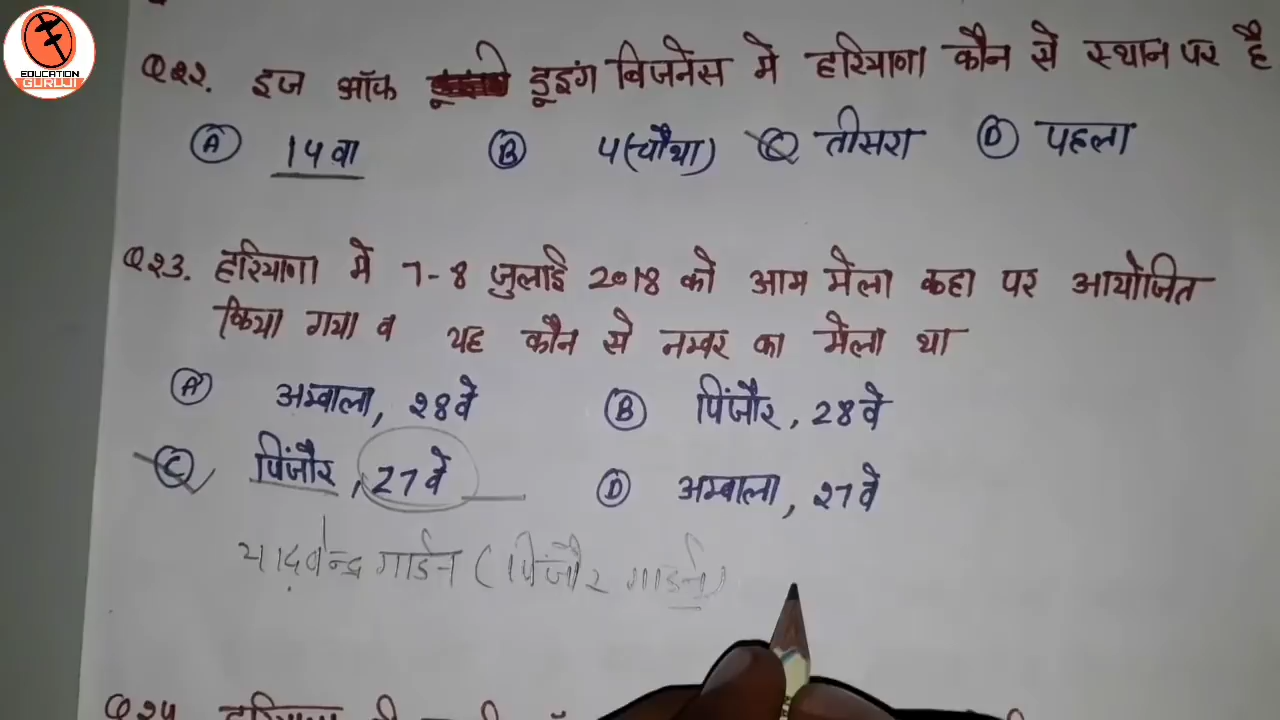 EDUCATION
GURUJI
Q22. इज ऑफ डूइंग बिजनेस मे हरियाणा कौन से स्थान पर है
(A) 14वा (B) 4(चौथा) (C) तीसरा (D) पहला
Q23. हरियाणा मे 7-8 जुलाई 2018 को आम मेला कहा पर आयोजित
किया गया व यह कौन से नम्बर का मेला था
(A) अम्बाला, 28वे (B) पिंजौर, 28वे
(C) पिंजौर, 27वे (D) अम्बाला, 27वे
यादवेन्द्र गार्डन (पिंजौर गार्डन)